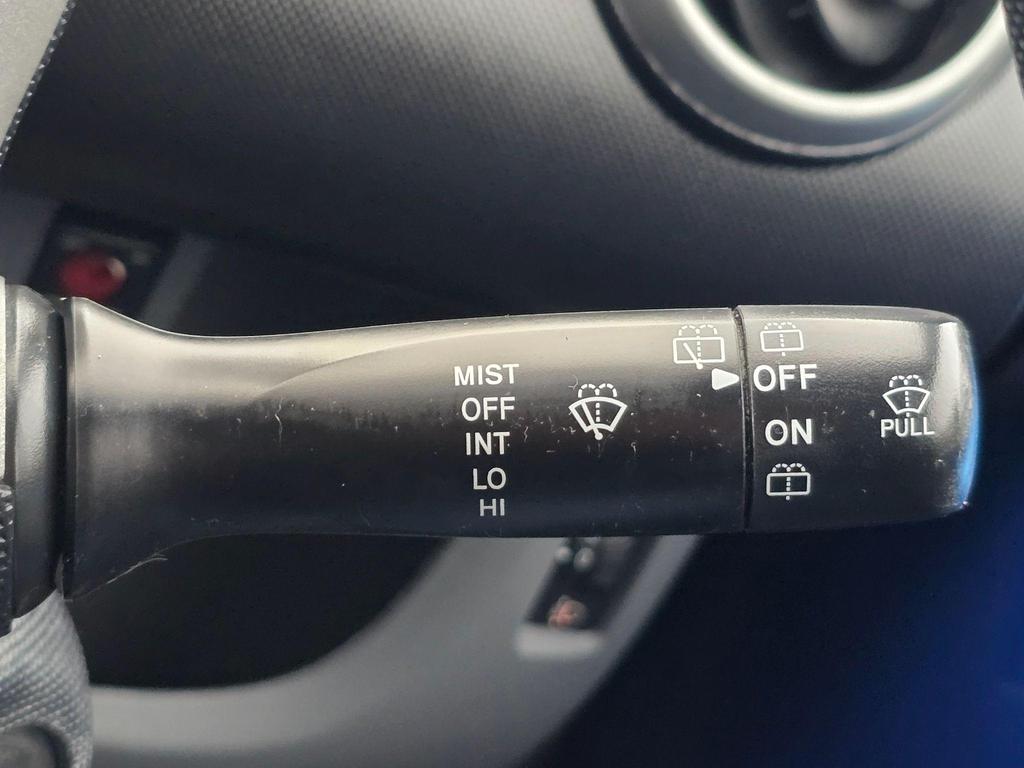 MIST
OFF
INT
LO
HI
OFF
ON
PULL